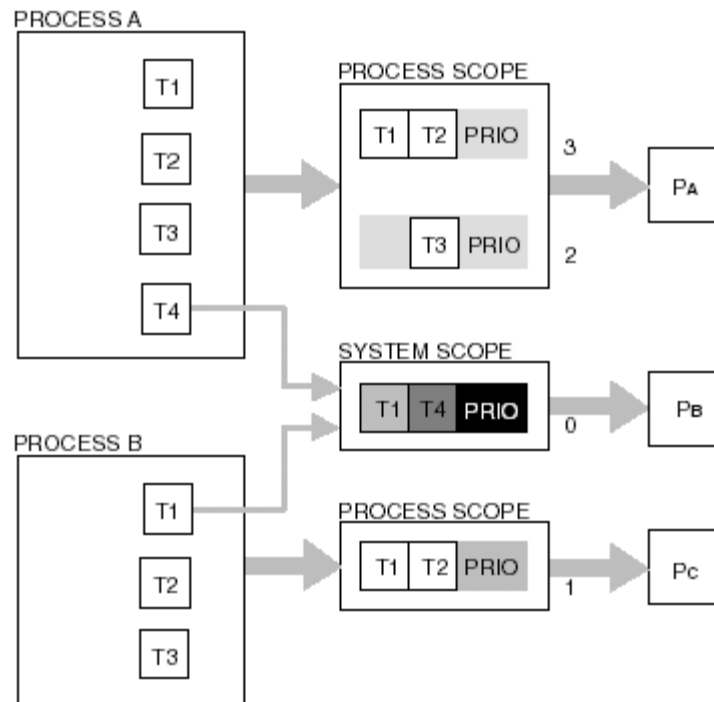 PROCESS A
T1
T2
T3
T4
PROCESS SCOPE
T1 T2 PRIO 3
T3 PRIO 2
PA
SYSTEM SCOPE
T1 T4 PRIO 0
PB
PROCESS B
T1
T2
T3
PROCESS SCOPE
T1 T2 PRIO 1
PC